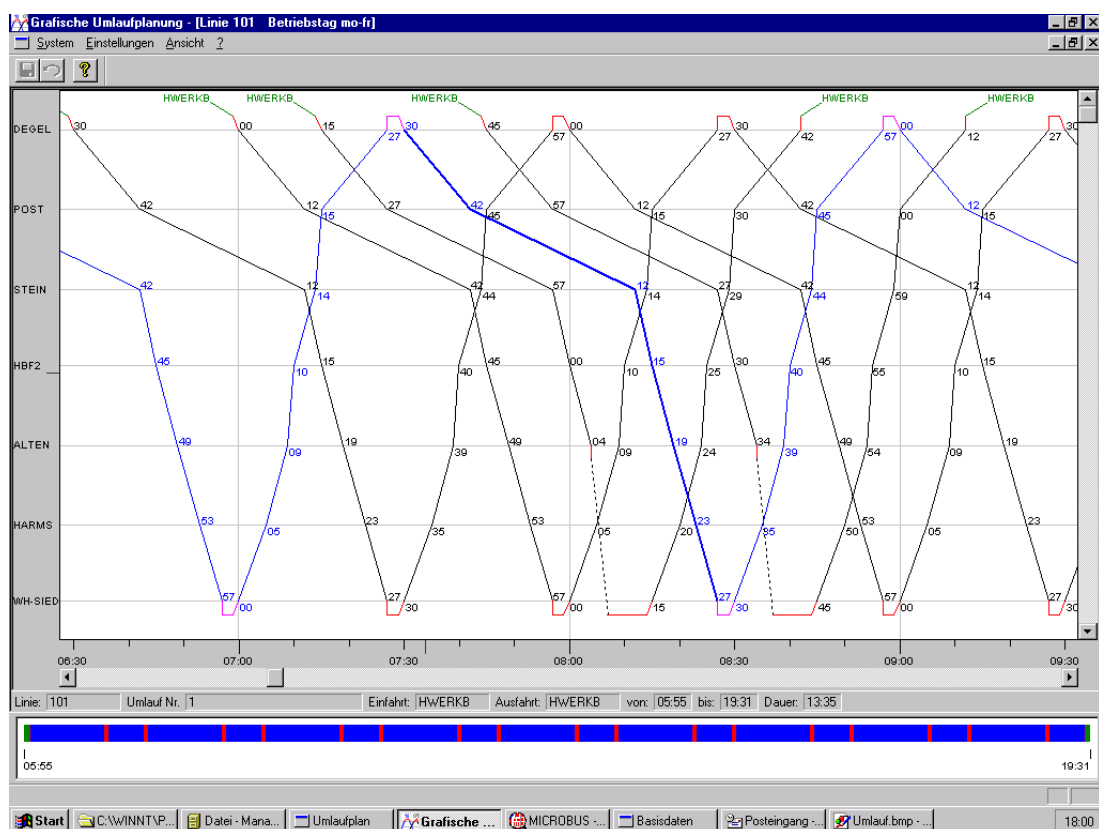 Grafische Umlaufplanung - [Linie 101 Betriebstag mo-fr]
System Einstellungen Ansicht ?
HWERKB HWERKB HWERKB HWERKB HWERKB
DEGEL 30 00 15 27 30 45 57 00 27 30 42 57 00 12 27 30
POST 42 12 15 27 42 45 57 12 15 30 42 45 00 12 15
STEIN 42 12 14 42 44 57 12 14 27 29 42 44 59 12 14
HBF2 45 10 15 40 45 00 10 15 25 30 40 45 55 10 15
ALTEN 49 09 19 39 49 04 09 19 24 34 39 49 54 09 19
HARMS 53 05 23 35 53 05 20 23 35 50 53 05 23
WH-SIED 57 00 27 30 57 00 15 27 30 45 57 00 27 30
06:30 07:00 07:30 08:00 08:30 09:00 09:30
Linie: 101 Umlauf Nr. 1 Einfahrt: HWERKB Ausfahrt: HWERKB von: 05:55 bis: 19:31 Dauer: 13:35
05:55 19:31
Start C:\WINNT\P... Datei - Mana... Umlaufplan Grafische ... MICROBUS -... Basisdaten Posteingang -... Umlauf.bmp - ... 18:00